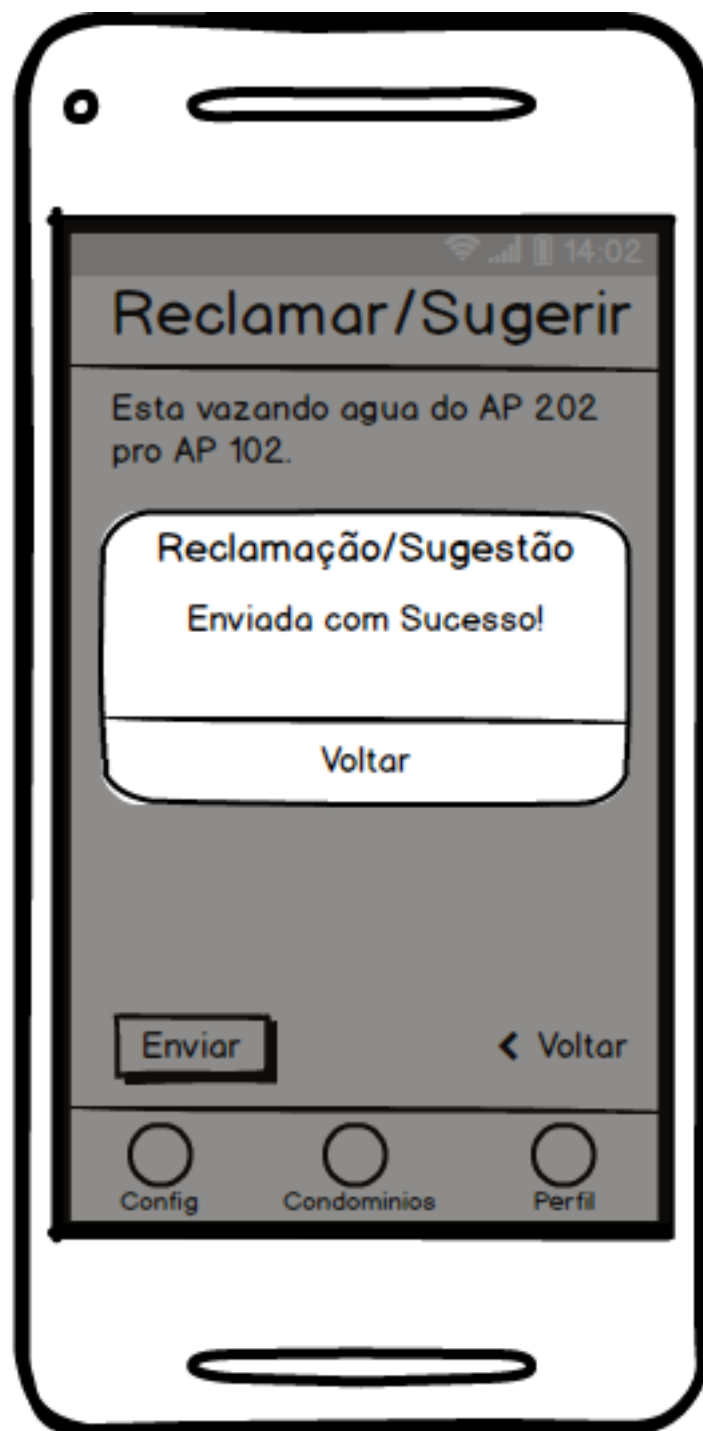 14:02
Reclamar/Sugerir
Esta vazando agua do AP 202
pro AP 102.
Reclamação/Sugestão
Enviada com Sucesso!
Voltar
Enviar
Voltar
Config
Condominios
Perfil